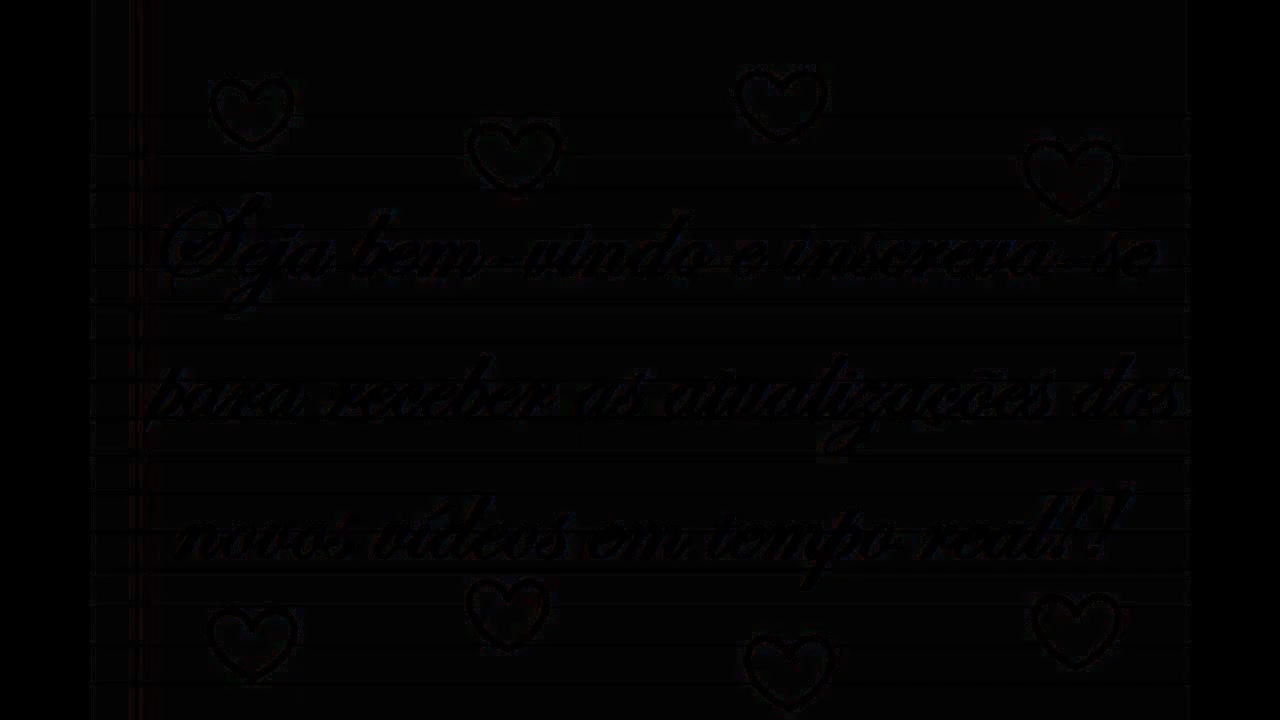 Seja bem-vindo e inscreva-se
para receber as atualizações dos
novos vídeos em tempo real!!